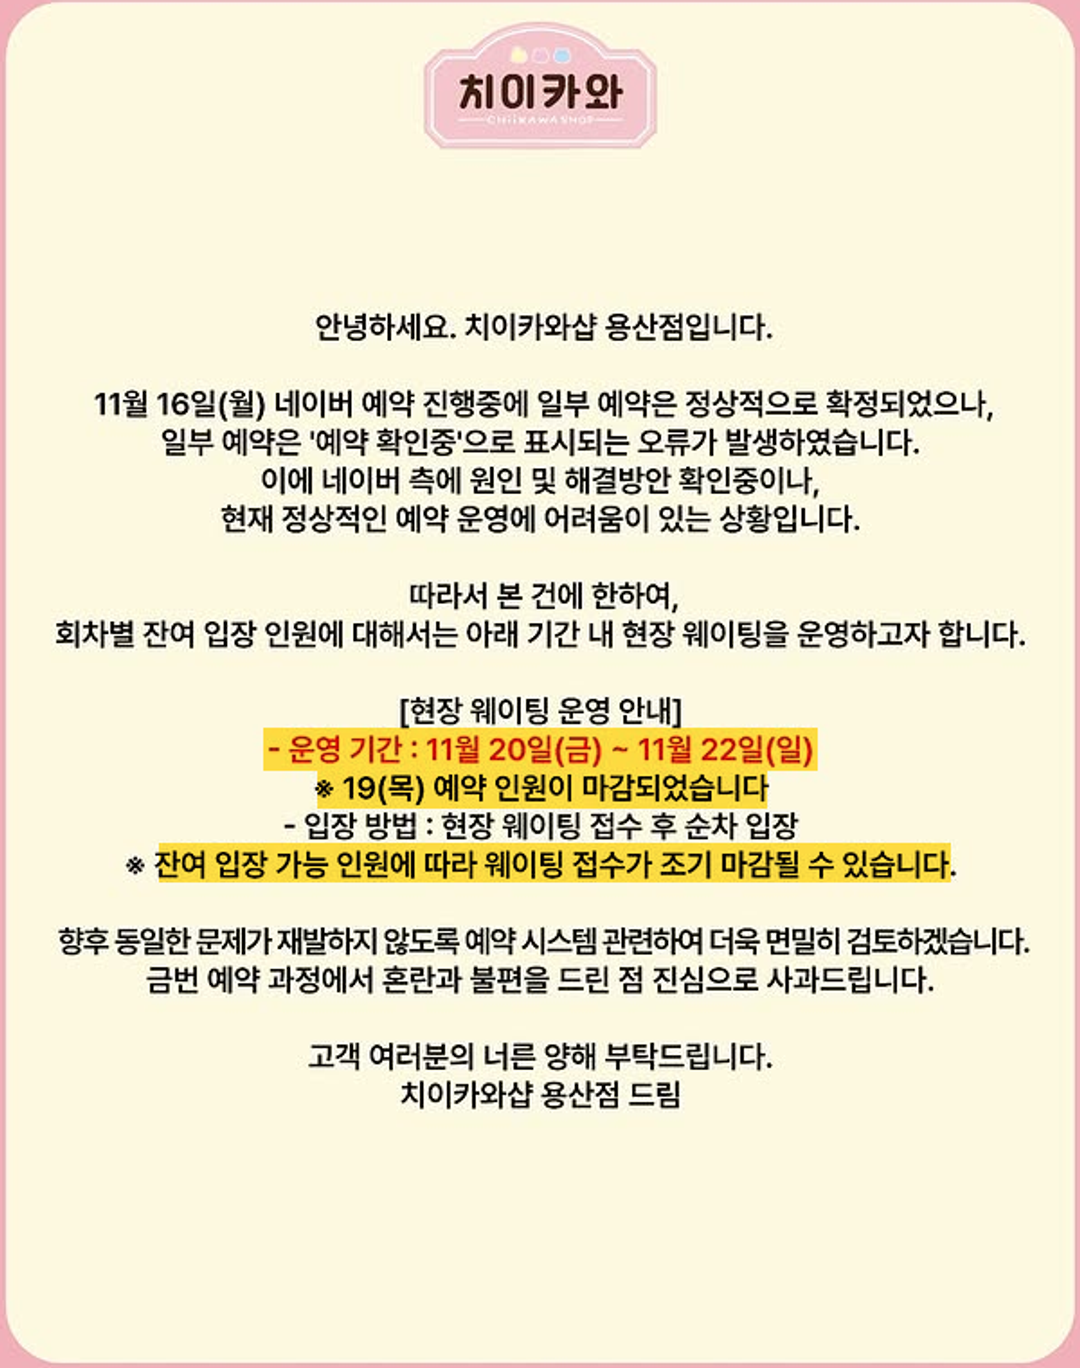 치이카와
CHIIKAWA SHOP
안녕하세요. 치이카와샵 용산점입니다.
11월 16일(월) 네이버 예약 진행중에 일부 예약은 정상적으로 확정되었으나,
일부 예약은 '예약 확인중'으로 표시되는 오류가 발생하였습니다.
이에 네이버 측에 원인 및 해결방안 확인중이나,
현재 정상적인 예약 운영에 어려움이 있는 상황입니다.
따라서 본 건에 한하여,
회차별 잔여 입장 인원에 대해서는 아래 기간 내 현장 웨이팅을 운영하고자 합니다.
[현장 웨이팅 운영 안내]
- 운영 기간 : 11월 20일(금) ~ 11월 22일(일)
※ 19(목) 예약 인원이 마감되었습니다
- 입장 방법 : 현장 웨이팅 접수 후 순차 입장
※ 잔여 입장 가능 인원에 따라 웨이팅 접수가 조기 마감될 수 있습니다.
향후 동일한 문제가 재발하지 않도록 예약 시스템 관련하여 더욱 면밀히 검토하겠습니다.
금번 예약 과정에서 혼란과 불편을 드린 점 진심으로 사과드립니다.
고객 여러분의 너른 양해 부탁드립니다.
치이카와샵 용산점 드림